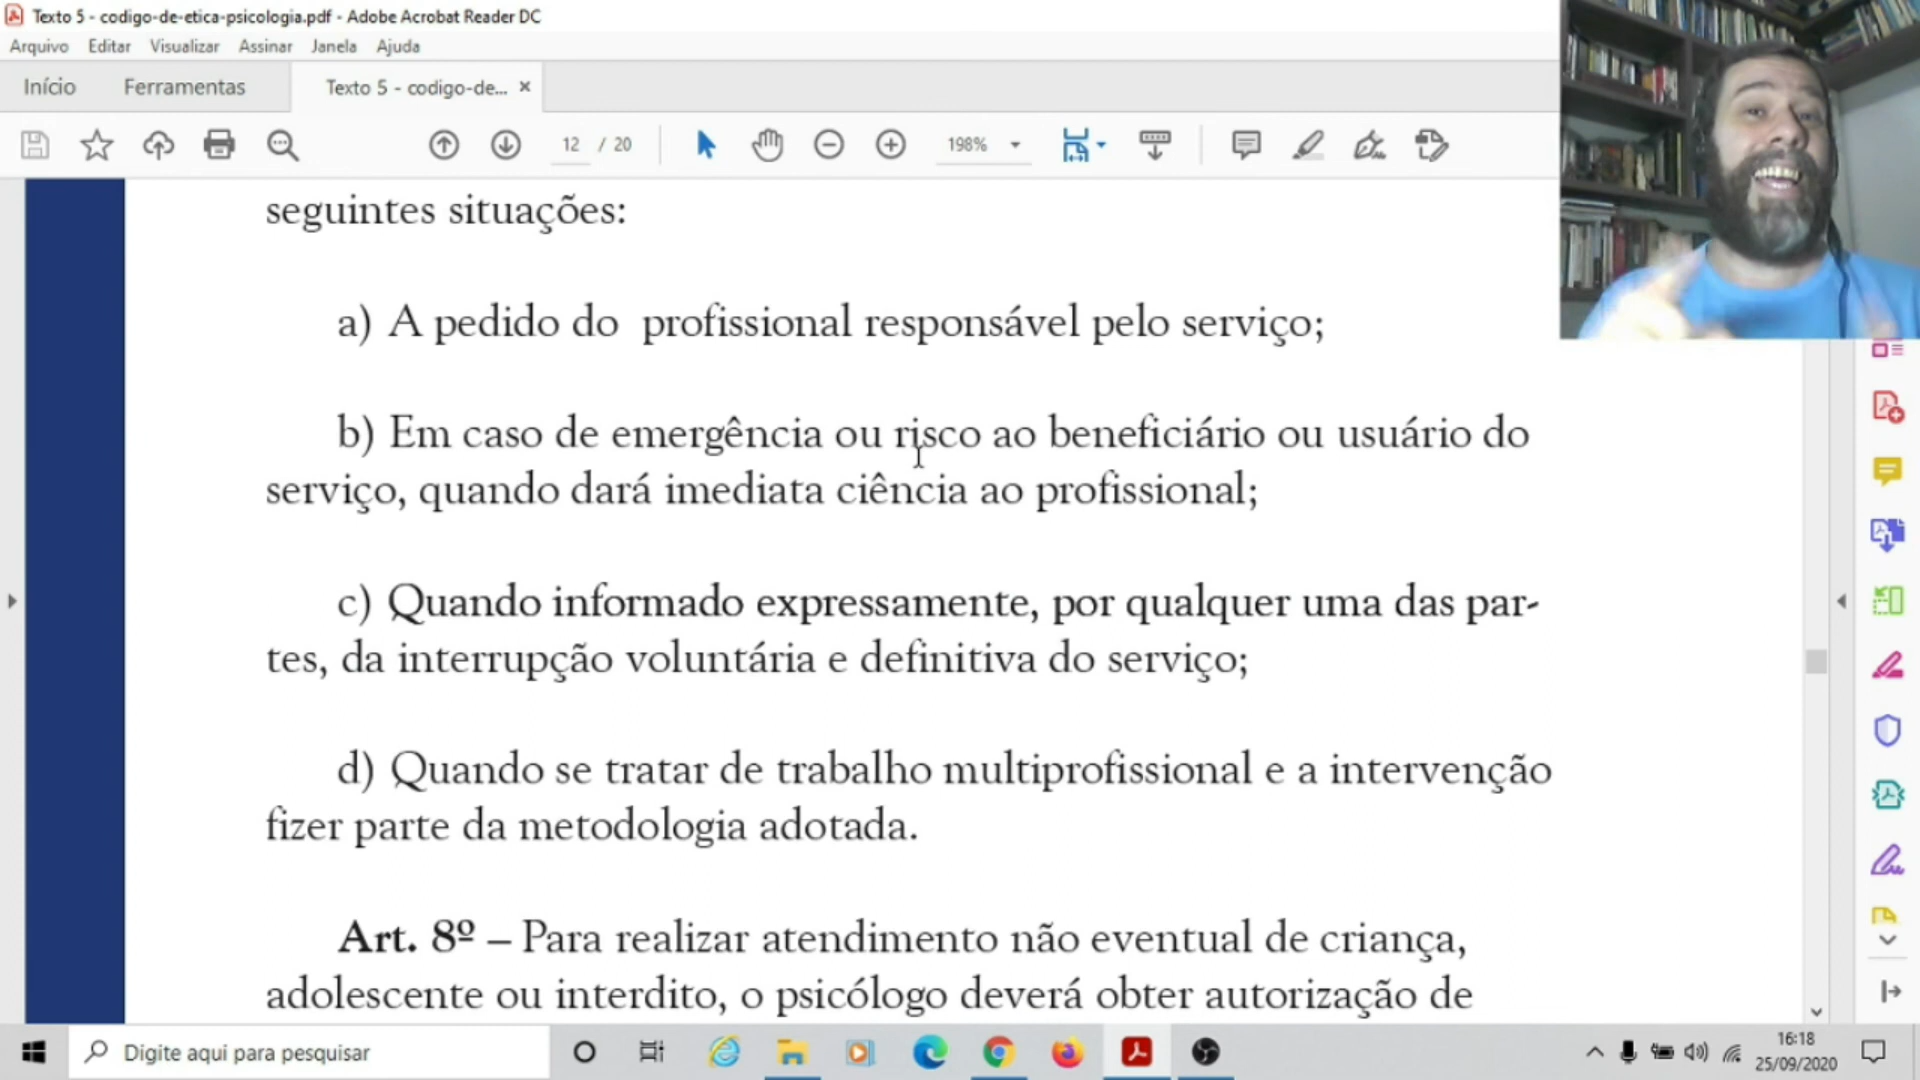 Texto 5 - codigo-de-etica-psicologia.pdf - Adobe Acrobat Reader DC
Arquivo Editar Visualizar Assinar Janela Ajuda
Início Ferramentas Texto 5 - codigo-de... ×
12 / 20 198%
seguintes situações:
a) A pedido do profissional responsável pelo serviço;
b) Em caso de emergência ou risco ao beneficiário ou usuário do
serviço, quando dará imediata ciência ao profissional;
c) Quando informado expressamente, por qualquer uma das par-
tes, da interrupção voluntária e definitiva do serviço;
d) Quando se tratar de trabalho multiprofissional e a intervenção
fizer parte da metodologia adotada.
Art. 8º – Para realizar atendimento não eventual de criança,
adolescente ou interdito, o psicólogo deverá obter autorização de
Digite aqui para pesquisar
16:18
25/09/2020